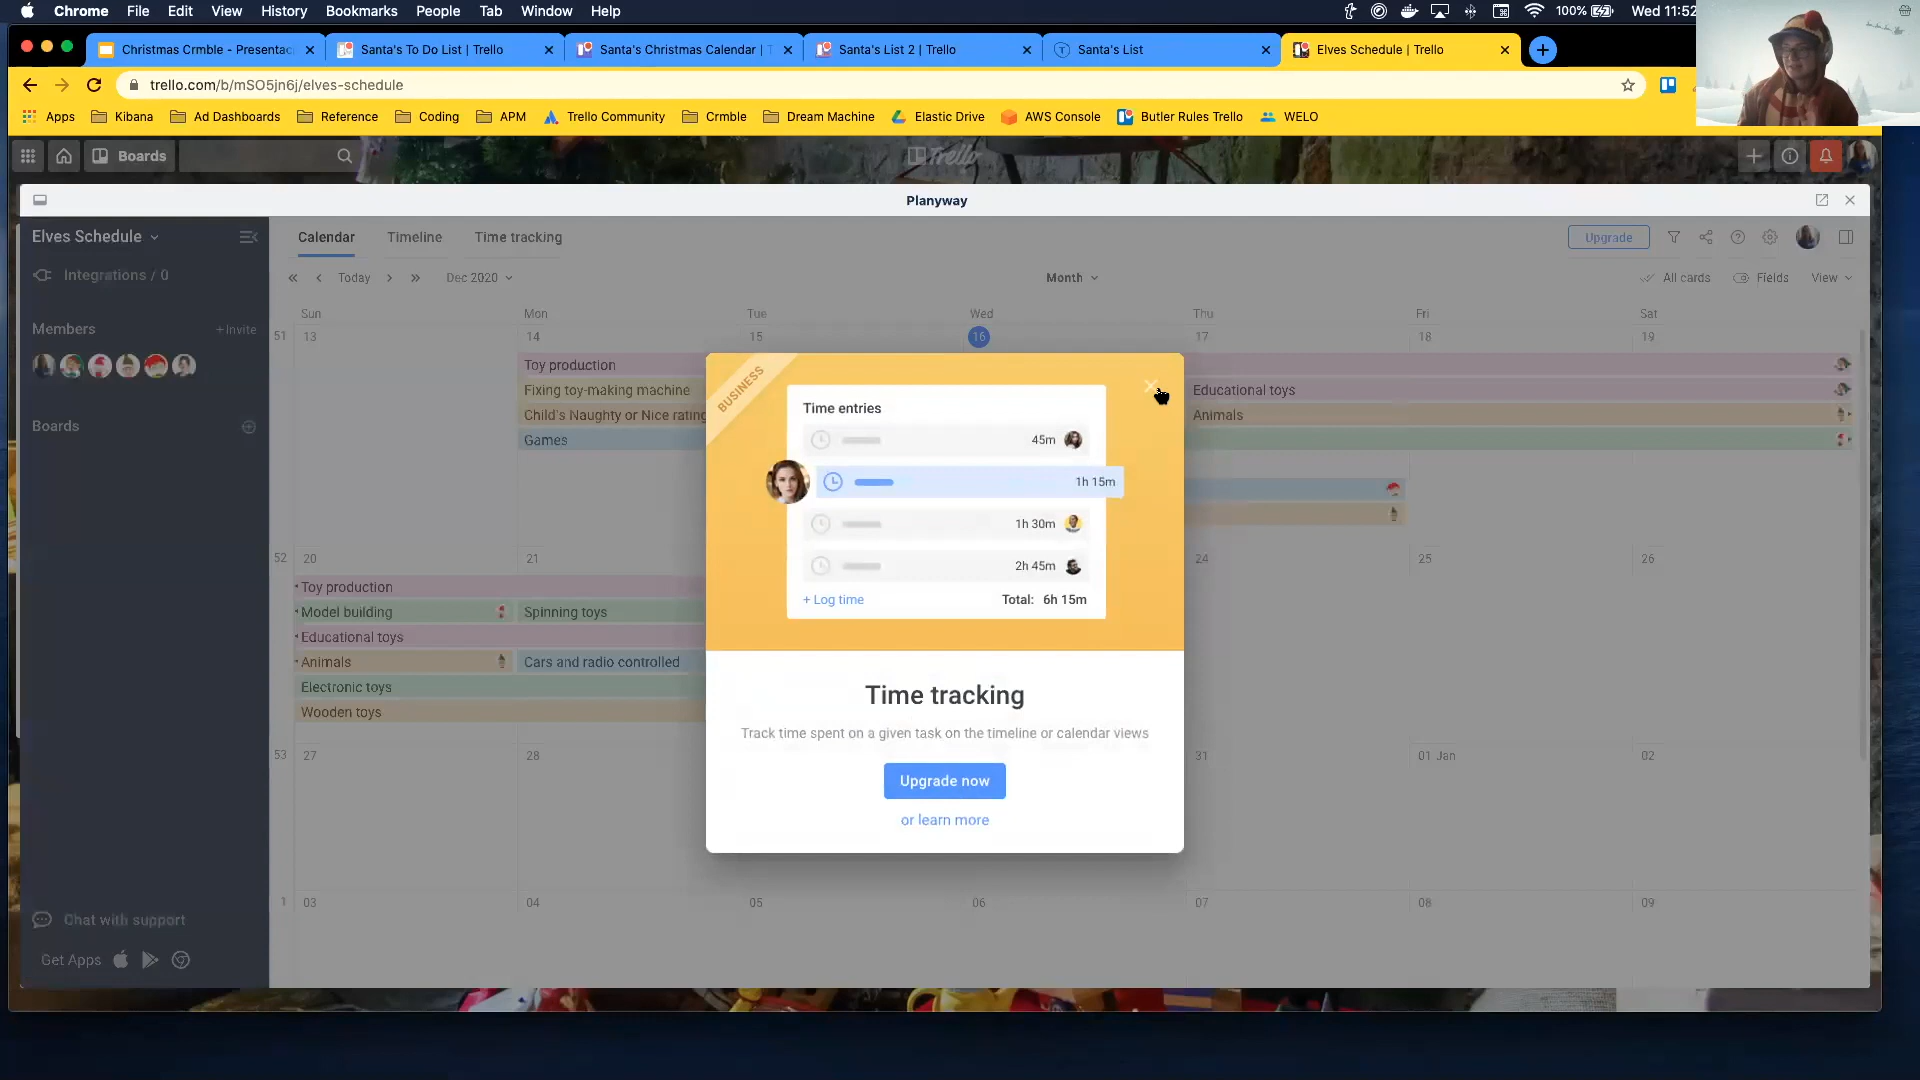 Chrome File Edit View History Bookmarks People Tab Window Help 100% Wed 11:52
Christmas Crmble - Presentac Santa's To Do List | Trello Santa's Christmas Calendar | T Santa's List 2 | Trello Santa's List Elves Schedule | Trello
trello.com/b/mSO5jn6j/elves-schedule
Apps Kibana Ad Dashboards Reference Coding APM Trello Community Crmble Dream Machine Elastic Drive AWS Console Butler Rules Trello WELO
Boards Trello
Planyway
Elves Schedule Calendar Timeline Time tracking Upgrade
Integrations / 0 Today Dec 2020 Month All cards Fields View
Sun Mon Tue Wed Thu Fri Sat
Members + Invite
51 13 14 15 16 17 18 19
Toy production
Fixing toy-making machine Educational toys
Child's Naughty or Nice rating Animals
Games
Boards
BUSINESS
Time entries
45m
1h 15m
1h 30m
2h 45m
+ Log time Total: 6h 15m
52 20 21 24 25 26
Toy production
Model building Spinning toys
Educational toys
Animals Cars and radio controlled
Electronic toys
Wooden toys
Time tracking
Track time spent on a given task on the timeline or calendar views
Upgrade now
or learn more
53 27 28 31 01 Jan 02
1 03 04 05 06 07 08 09
Chat with support
Get Apps